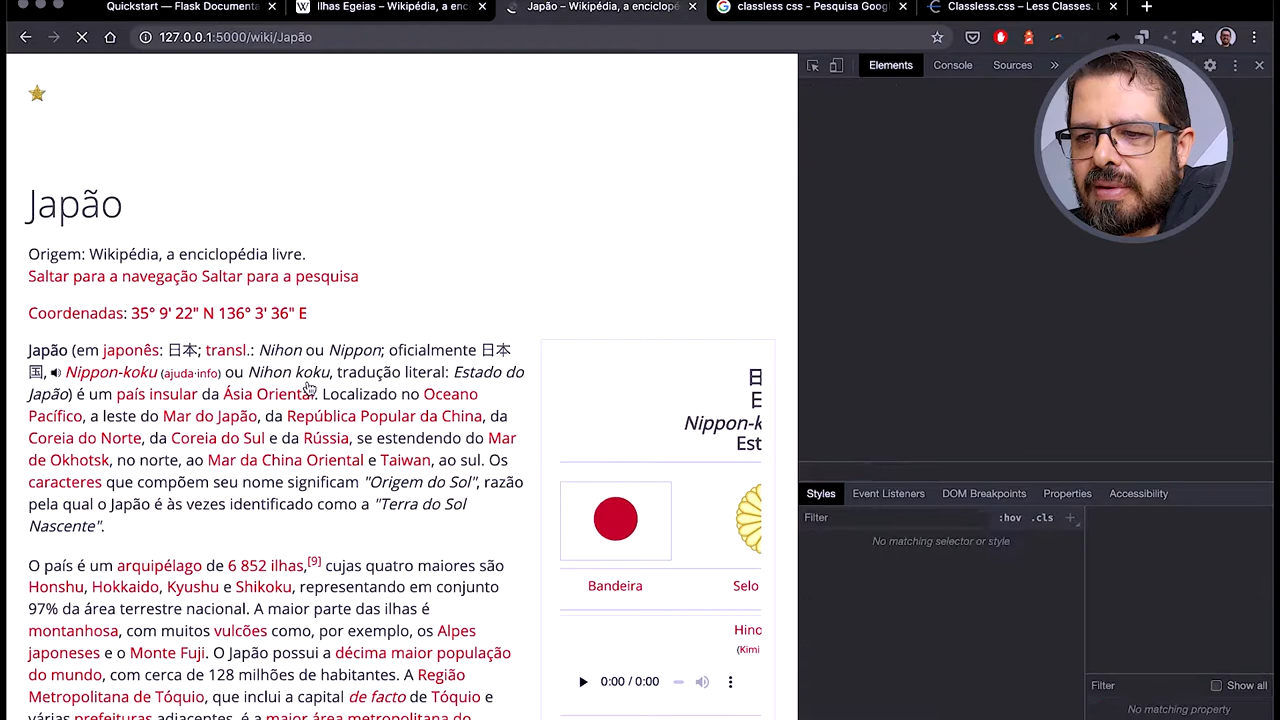 Quickstart — Flask Documenta
Ilhas Egeias – Wikipédia, a enci
Japão – Wikipédia, a enciclopé
classless css - Pesquisa Goog
Classless.css – Less Classes.
127.0.0.1:5000/wiki/Japão
Elements
Console
Sources
Japão
Origem: Wikipédia, a enciclopédia livre.
Saltar para a navegação Saltar para a pesquisa
Coordenadas: 35° 9' 22" N 136° 3' 36" E
Japão (em japonês: 日本; transl.: Nihon ou Nippon; oficialmente 日本
国, Nippon-koku (ajuda·info) ou Nihon koku, tradução literal: Estado do
Japão) é um país insular da Ásia Oriental. Localizado no Oceano
Pacífico, a leste do Mar do Japão, da República Popular da China, da
Coreia do Norte, da Coreia do Sul e da Rússia, se estendendo do Mar
de Okhotsk, no norte, ao Mar da China Oriental e Taiwan, ao sul. Os
caracteres que compõem seu nome significam "Origem do Sol", razão
pela qual o Japão é às vezes identificado como a "Terra do Sol
Nascente".
O país é um arquipélago de 6 852 ilhas,[9] cujas quatro maiores são
Honshu, Hokkaido, Kyushu e Shikoku, representando em conjunto
97% da área terrestre nacional. A maior parte das ilhas é
montanhosa, com muitos vulcões como, por exemplo, os Alpes
japoneses e o Monte Fuji. O Japão possui a décima maior população
do mundo, com cerca de 128 milhões de habitantes. A Região
Metropolitana de Tóquio, que inclui a capital de facto de Tóquio e
várias prefeituras adjacentes, é a maior área metropolitana do
日
日
Nippon-k
Est
Bandeira
Selo
Hino
(Kimi
0:00 / 0:00
Styles
Event Listeners
DOM Breakpoints
Properties
Accessibility
Filter
:hov .cls
No matching selector or style
Filter
Show all
No matching property